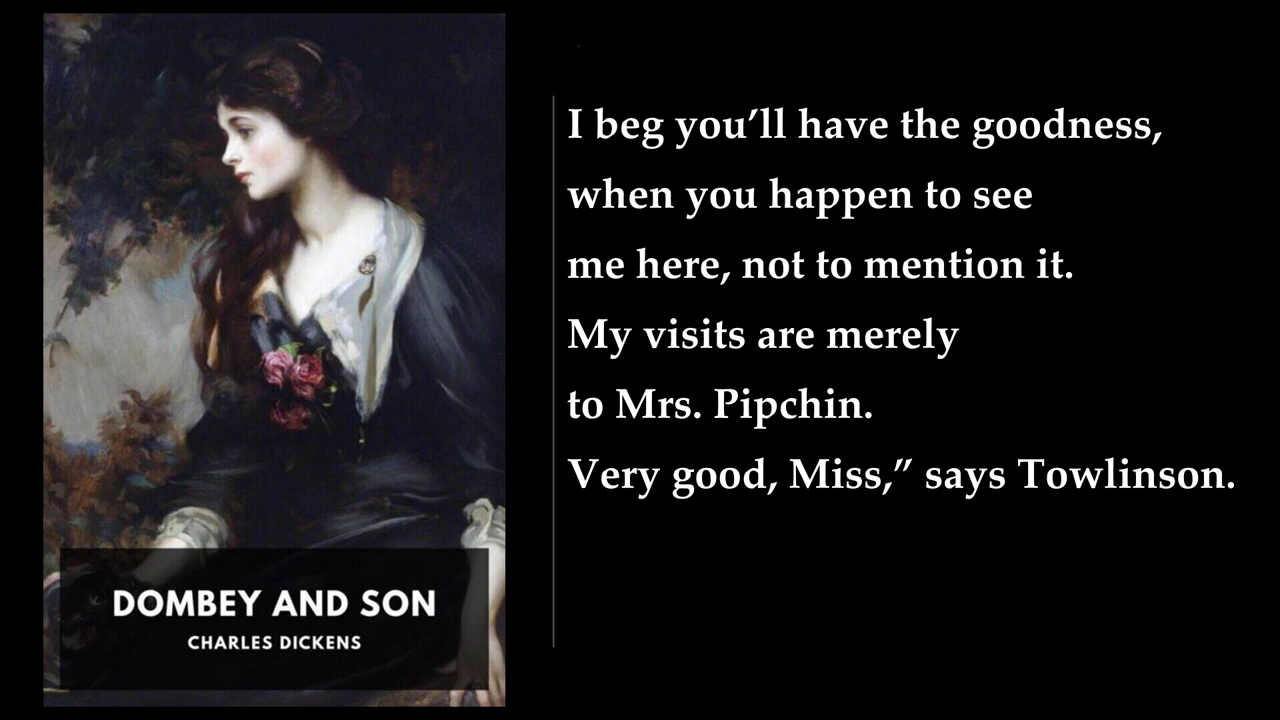 DOMBEY AND SON
CHARLES DICKENS
I beg you’ll have the goodness,
when you happen to see
me here, not to mention it.
My visits are merely
to Mrs. Pipchin.
Very good, Miss,” says Towlinson.